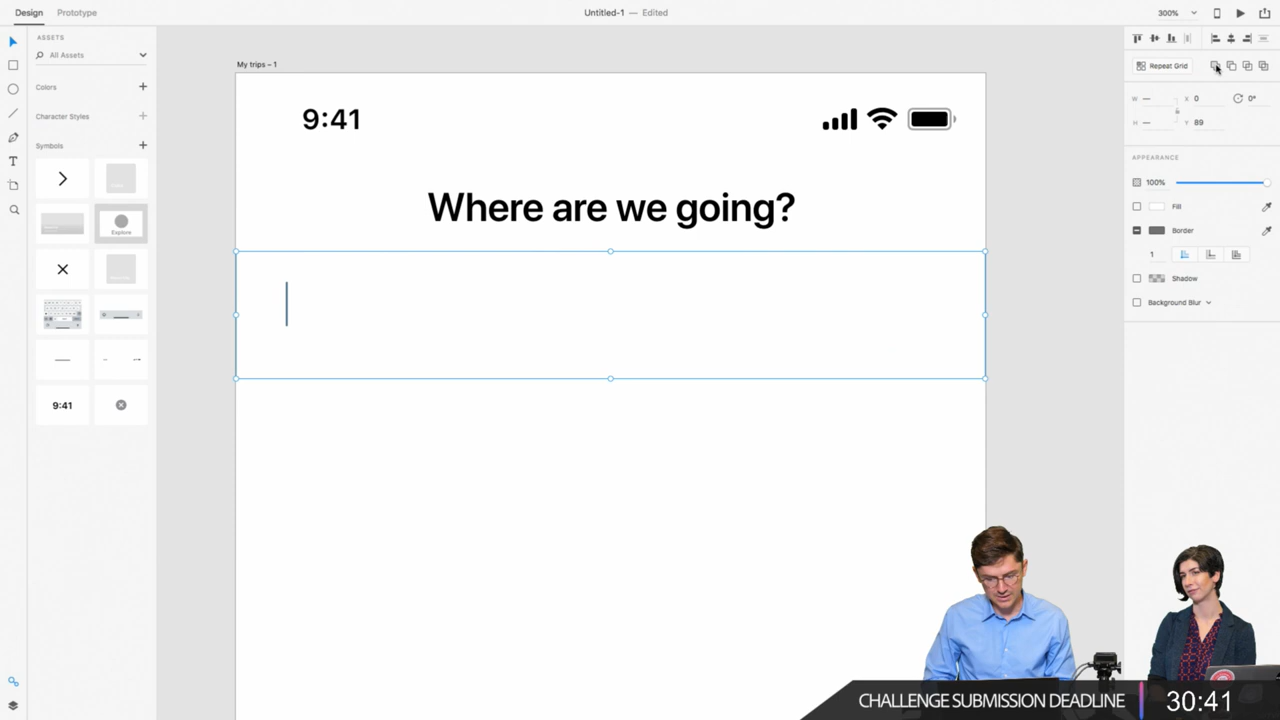 Design Prototype Untitled-1 — Edited 300%
ASSETS
All Assets
Colors
Character Styles
Symbols
Explore
9:41
My trips – 1
9:41
Where are we going?
Repeat Grid
W — X 0 0°
H — Y 89
APPEARANCE
100%
Fill
Border
1
Shadow
Background Blur
CHALLENGE SUBMISSION DEADLINE 30:41